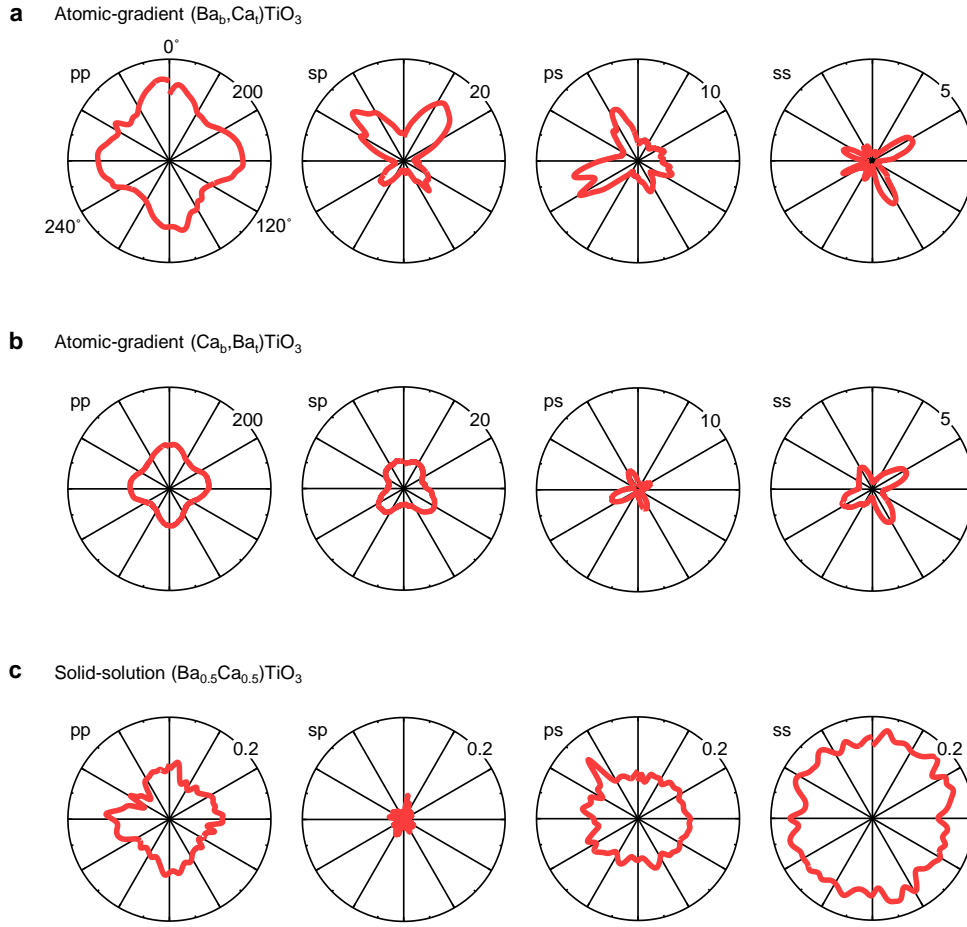 a Atomic-gradient (Ba_b,Ca_t)TiO_3
0°
pp 200 sp 20 ps 10 ss 5
240° 120°
b Atomic-gradient (Ca_b,Ba_t)TiO_3
pp 200 sp 20 ps 10 ss 5
c Solid-solution (Ba_0.5Ca_0.5)TiO_3
pp 0.2 sp 0.2 ps 0.2 ss 0.2